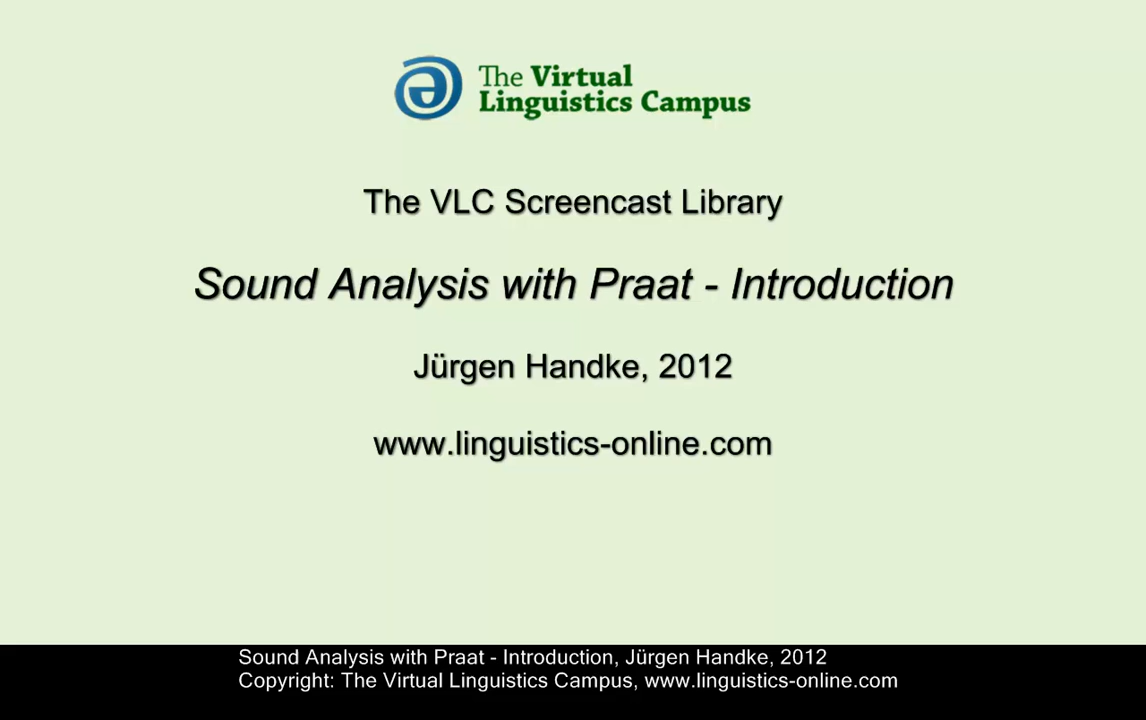 The Virtual
Linguistics Campus
The VLC Screencast Library
Sound Analysis with Praat - Introduction
Jürgen Handke, 2012
www.linguistics-online.com
Sound Analysis with Praat - Introduction, Jürgen Handke, 2012
Copyright: The Virtual Linguistics Campus, www.linguistics-online.com